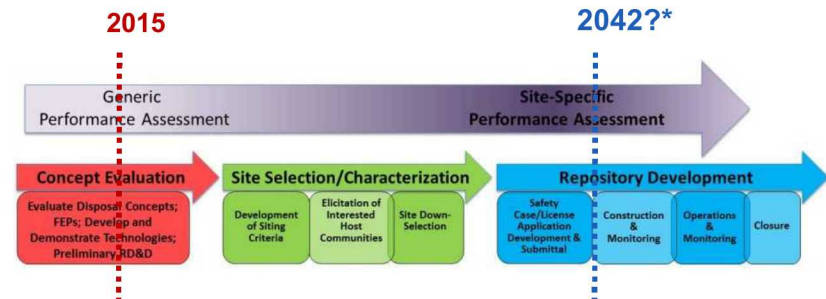 2015
2042?*
Generic
Performance Assessment
Site-Specific
Performance Assessment
Concept Evaluation
Site Selection/Characterization
Repository Development
Evaluate Disposal Concepts;
FEPs; Develop and
Demonstrate Technologies;
Preliminary RD&D
Development
of Siting
Criteria
Elicitation of
Interested
Host
Communities
Site Down-
Selection
Safety
Case/License
Application
Development &
Submittal
Construction
&
Monitoring
Operations
&
Monitoring
Closure